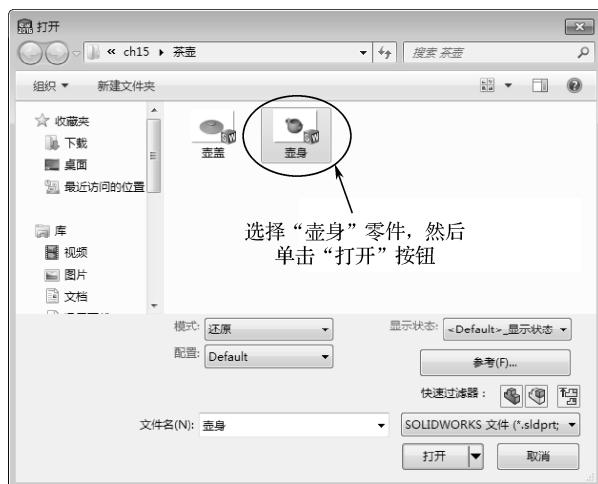 打开
« ch15 ▸ 茶壶
搜索 茶壶
组织
新建文件夹
收藏夹
下载
桌面
最近访问的位置
库
视频
图片
文档
壶盖
壶身
选择“壶身”零件，然后
单击“打开”按钮
模式: 还原
显示状态: <Default>_显示状态
配置: Default
参考(F)...
快速过滤器：
文件名(N): 壶身
SOLIDWORKS 文件 (*.sldprt;
打开
取消